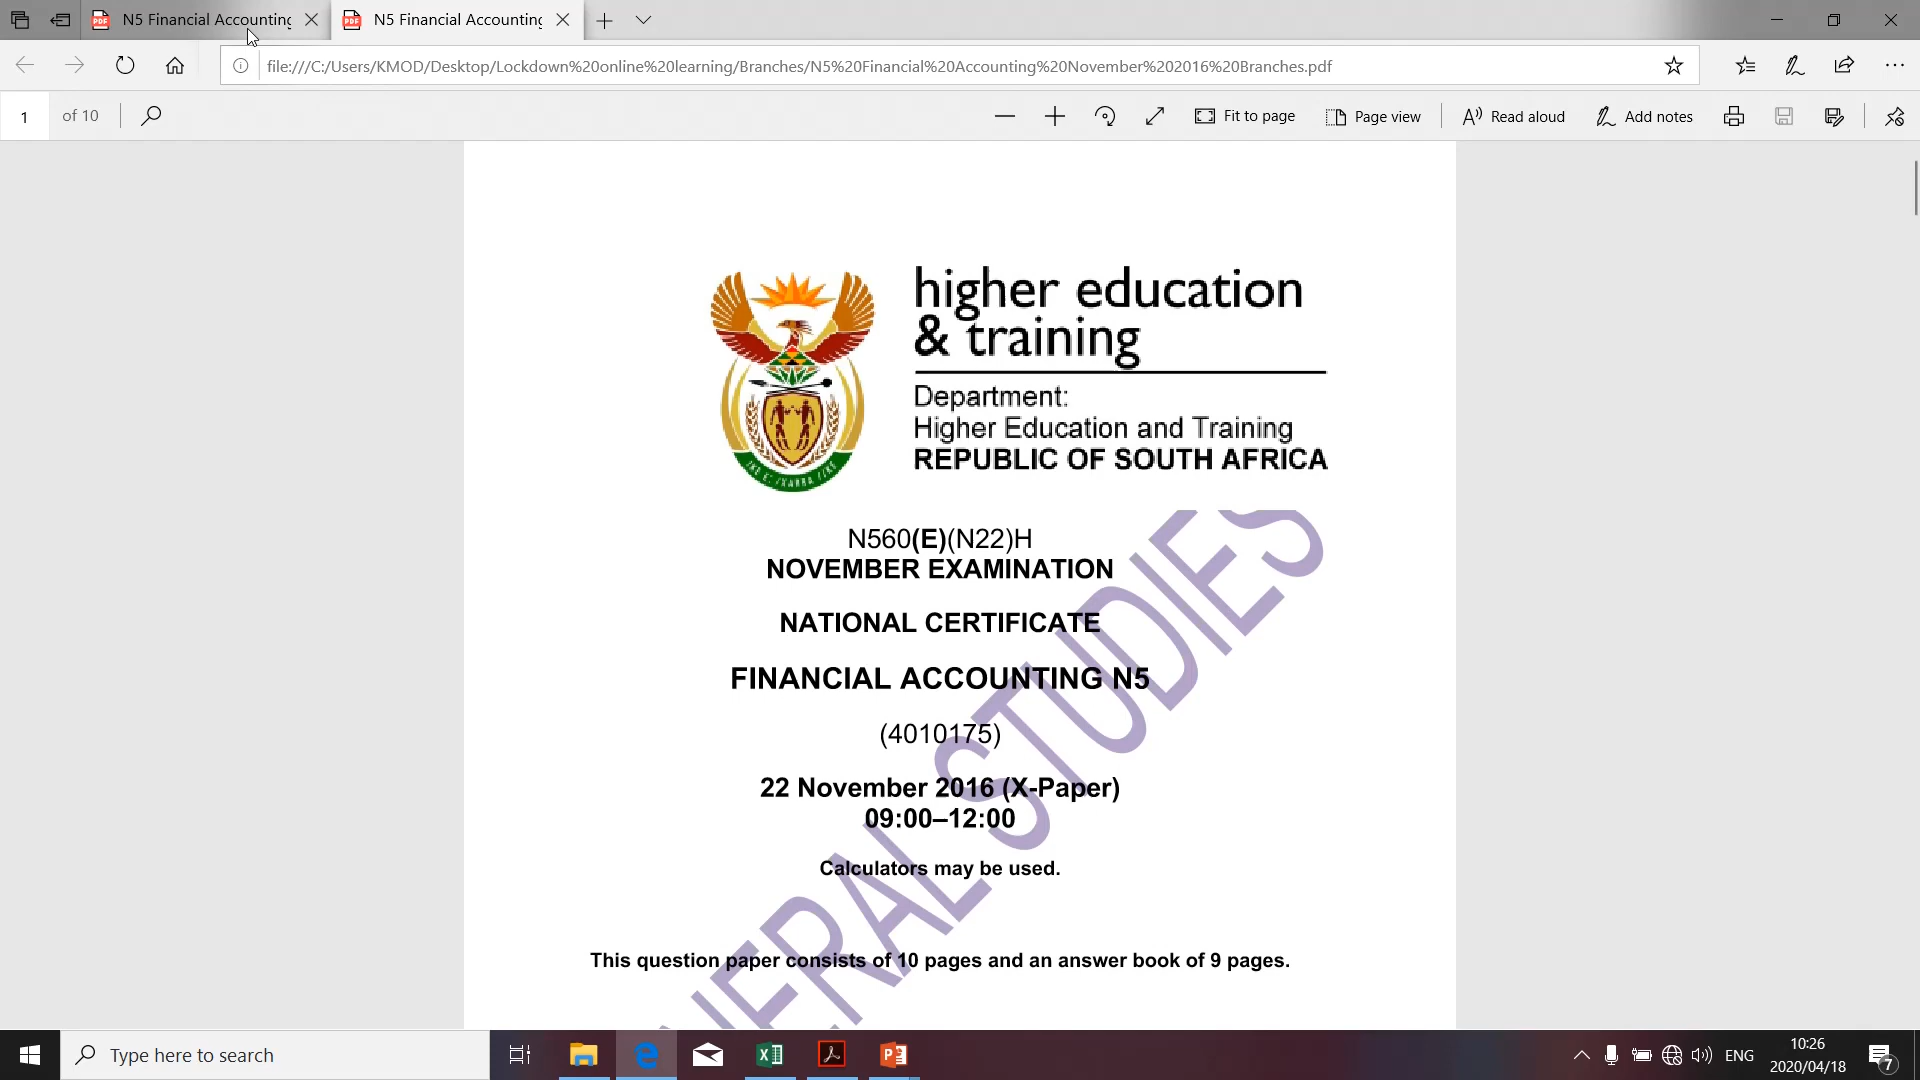 N5 Financial Accounting
N5 Financial Accounting
file:///C:/Users/KMOD/Desktop/Lockdown%20online%20learning/Branches/N5%20Financial%20Accounting%20November%202016%20Branches.pdf
1 of 10
Fit to page
Page view
Read aloud
Add notes
higher education
& training
Department:
Higher Education and Training
REPUBLIC OF SOUTH AFRICA
N560(E)(N22)H
NOVEMBER EXAMINATION
NATIONAL CERTIFICATE
FINANCIAL ACCOUNTING N5
(4010175)
22 November 2016 (X-Paper)
09:00–12:00
Calculators may be used.
This question paper consists of 10 pages and an answer book of 9 pages.
NERAL STUDIES
Type here to search
ENG
10:26
2020/04/18
7